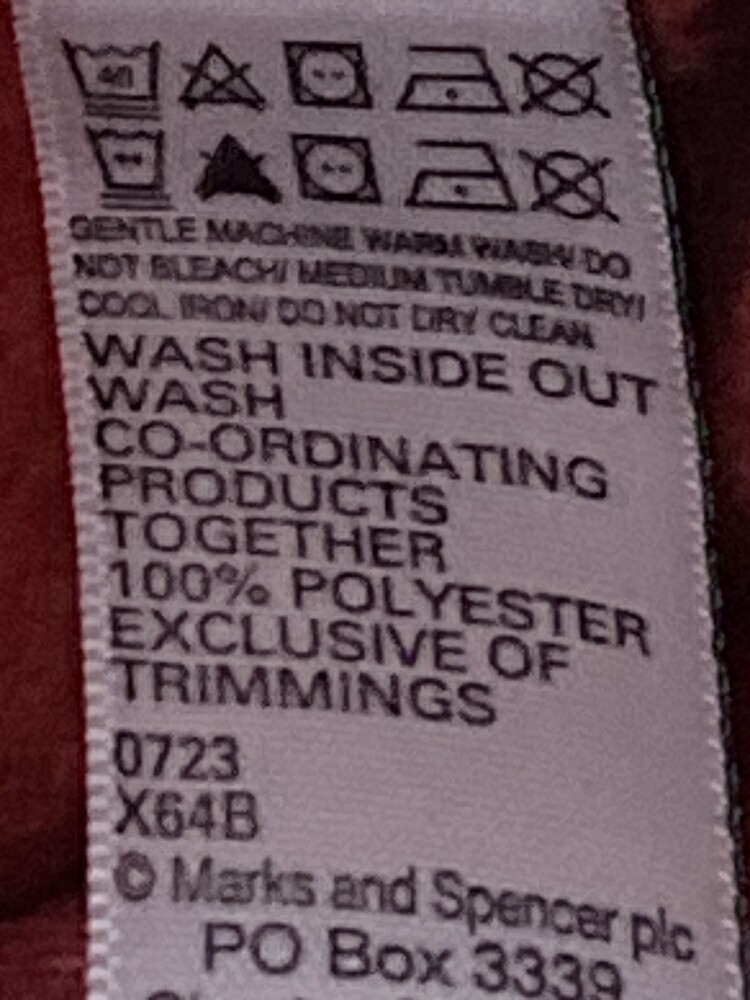 40
GENTLE MACHINE WARM WASH/ DO
NOT BLEACH/ MEDIUM TUMBLE DRY/
COOL IRON/ DO NOT DRY CLEAN
WASH INSIDE OUT
WASH
CO-ORDINATING
PRODUCTS
TOGETHER
100% POLYESTER
EXCLUSIVE OF
TRIMMINGS
0723
X64B
© Marks and Spencer plc
PO Box 3339